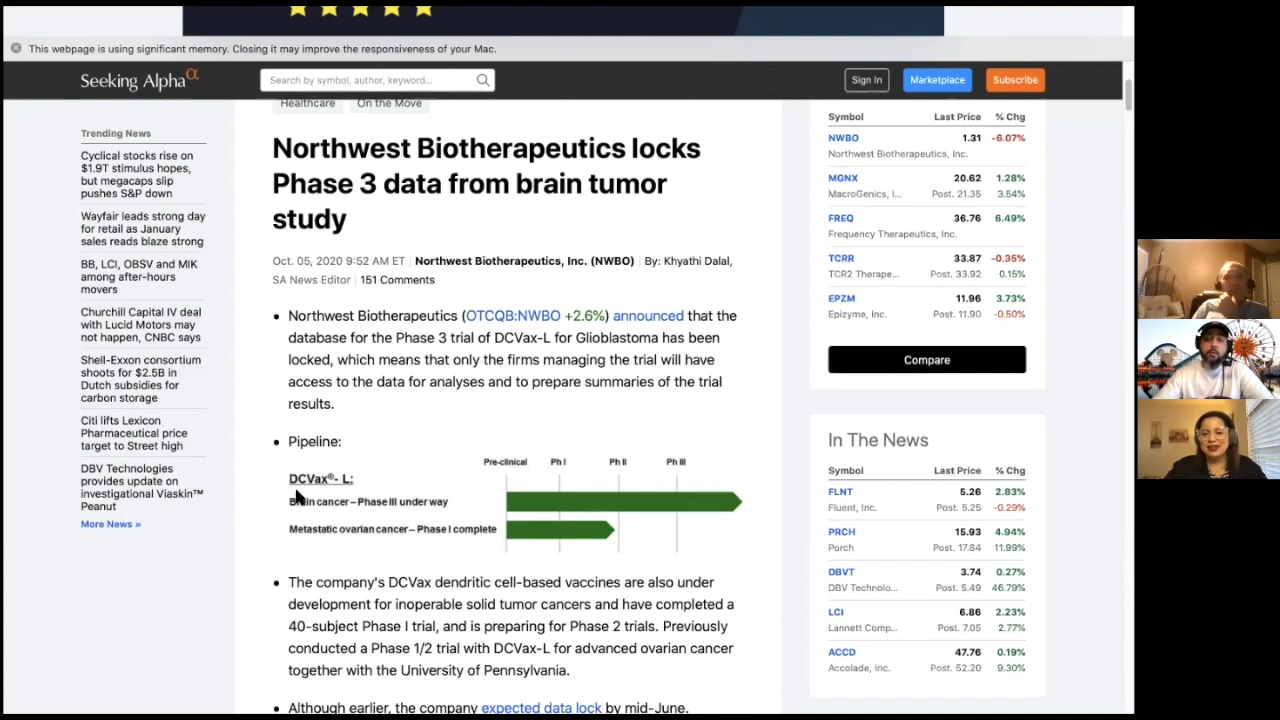 This webpage is using significant memory. Closing it may improve the responsiveness of your Mac.
Seeking Alpha α
Search by symbol, author, keyword...
Sign In
Marketplace
Subscribe
Healthcare
On the Move
Trending News
Cyclical stocks rise on
$1.9T stimulus hopes,
but megacaps slip
pushes S&P down
Wayfair leads strong day
for retail as January
sales reads blaze strong
BB, LCI, OBSV and MIK
among after-hours
movers
Churchill Capital IV deal
with Lucid Motors may
not happen, CNBC says
Shell-Exxon consortium
shoots for $2.5B in
Dutch subsidies for
carbon storage
Citi lifts Lexicon
Pharmaceutical price
target to Street high
DBV Technologies
provides update on
investigational Viaskin™
Peanut
More News »
Northwest Biotherapeutics locks
Phase 3 data from brain tumor
study
Oct. 05, 2020 9:52 AM ET | Northwest Biotherapeutics, Inc. (NWBO) | By: Khyathi Dalal,
SA News Editor | 151 Comments
• Northwest Biotherapeutics (OTCQB:NWBO +2.6%) announced that the
database for the Phase 3 trial of DCVax-L for Glioblastoma has been
locked, which means that only the firms managing the trial will have
access to the data for analyses and to prepare summaries of the trial
results.
• Pipeline:
Pre-clinical Ph I Ph II Ph III
DCVax®- L:
Brain cancer – Phase III under way
Metastatic ovarian cancer – Phase I complete
• The company's DCVax dendritic cell-based vaccines are also under
development for inoperable solid tumor cancers and have completed a
40-subject Phase I trial, and is preparing for Phase 2 trials. Previously
conducted a Phase 1/2 trial with DCVax-L for advanced ovarian cancer
together with the University of Pennsylvania.
• Although earlier, the company expected data lock by mid-June.
Symbol Last Price % Chg
NWBO 1.31 -6.07%
Northwest Biotherapeutics, Inc.
MGNX 20.62 1.28%
MacroGenics, I... Post. 21.35 3.54%
FREQ 36.76 6.49%
Frequency Therapeutics, Inc.
TCRR 33.87 -0.35%
TCR2 Therape... Post. 33.92 0.15%
EPZM 11.96 3.73%
Epizyme, Inc. Post. 11.90 -0.50%
Compare
In The News
Symbol Last Price % Chg
FLNT 5.26 2.83%
Fluent, Inc. Post. 5.25 -0.29%
PRCH 15.93 4.94%
Porch Post. 17.84 11.99%
DBVT 3.74 0.27%
DBV Technolo... Post. 5.49 46.79%
LCI 6.86 2.23%
Lannett Comp... Post. 7.05 2.77%
ACCD 47.76 0.19%
Accolade, Inc. Post. 52.20 9.30%